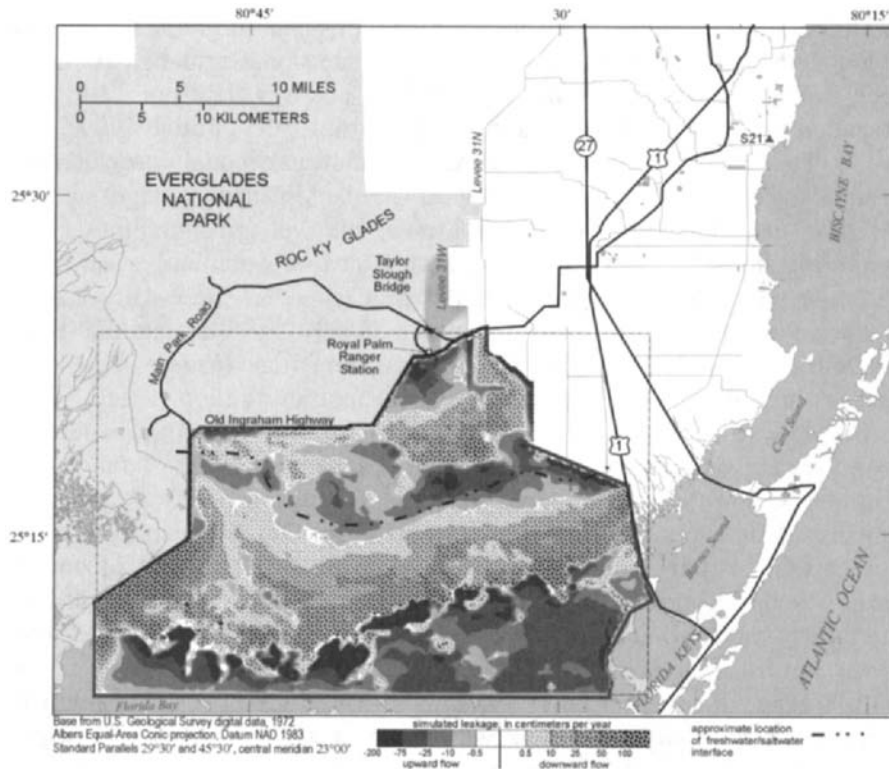 80°45'
30'
80°15'
0 5 10 MILES
0 5 10 KILOMETERS
S21
27
1
Levee 31N
25°30'
EVERGLADES
NATIONAL
PARK
BISCAYNE BAY
ROCKY GLADES
Taylor
Slough
Bridge
Levee 31W
Main Park Road
Royal Palm
Ranger
Station
Old Ingraham Highway
Card Sound
1
25°15'
Barnes Sound
ATLANTIC OCEAN
FLORIDA KEYS
Florida Bay
Base from U.S. Geological Survey digital data, 1972
Albers Equal-Area Conic projection, Datum NAD 1983
Standard Parallels 29°30' and 45°30', central meridian 23°00'
simulated leakage, in centimeters per year
-200 -75 -25 -10 -0.5 0.5 10 25 50 100
upward flow downward flow
approximate location
of freshwater/saltwater
interface